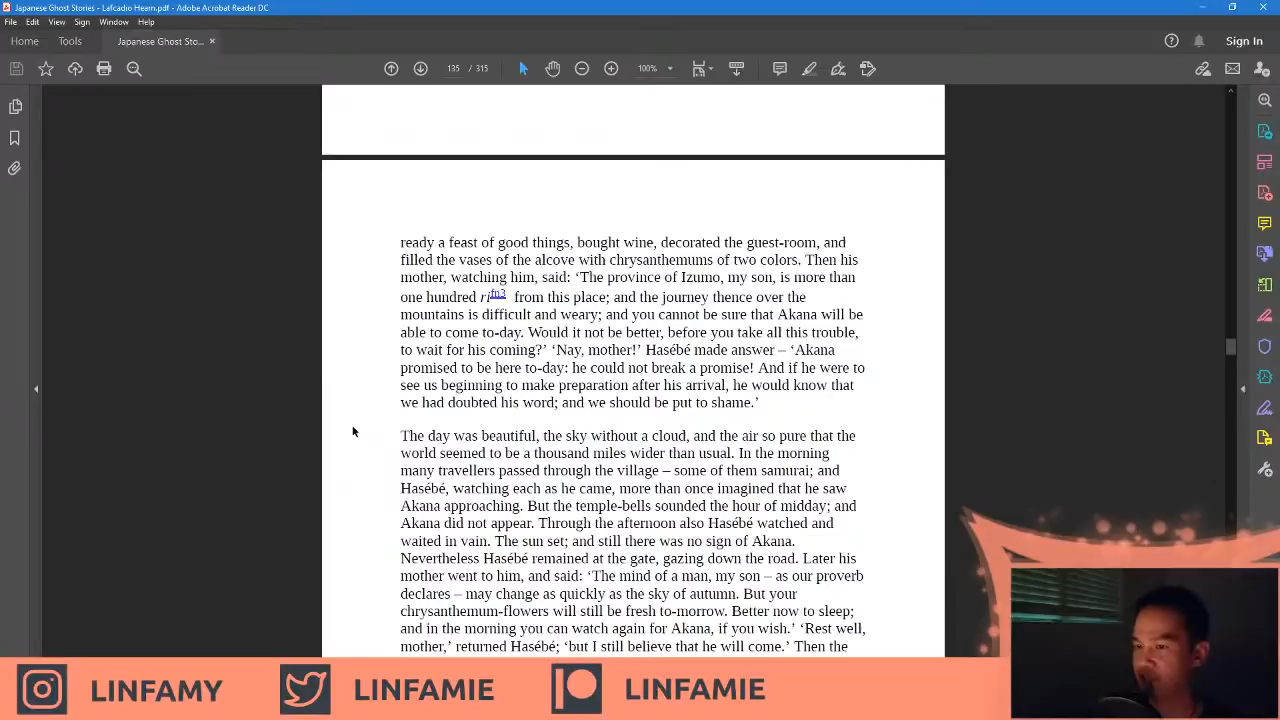 Japanese Ghost Stories - Lafcadio Hearn.pdf - Adobe Acrobat Reader DC
File Edit View Sign Window Help
Home Tools Japanese Ghost Sto... × Sign In
135 / 315 100%
ready a feast of good things, bought wine, decorated the guest-room, and
filled the vases of the alcove with chrysanthemums of two colors. Then his
mother, watching him, said: ‘The province of Izumo, my son, is more than
one hundred ri fn3 from this place; and the journey thence over the
mountains is difficult and weary; and you cannot be sure that Akana will be
able to come to-day. Would it not be better, before you take all this trouble,
to wait for his coming?’ ‘Nay, mother!’ Hasébé made answer – ‘Akana
promised to be here to-day: he could not break a promise! And if he were to
see us beginning to make preparation after his arrival, he would know that
we had doubted his word; and we should be put to shame.’
The day was beautiful, the sky without a cloud, and the air so pure that the
world seemed to be a thousand miles wider than usual. In the morning
many travellers passed through the village – some of them samurai; and
Hasébé, watching each as he came, more than once imagined that he saw
Akana approaching. But the temple-bells sounded the hour of midday; and
Akana did not appear. Through the afternoon also Hasébé watched and
waited in vain. The sun set; and still there was no sign of Akana.
Nevertheless Hasébé remained at the gate, gazing down the road. Later his
mother went to him, and said: ‘The mind of a man, my son – as our proverb
declares – may change as quickly as the sky of autumn. But your
chrysanthemum-flowers will still be fresh to-morrow. Better now to sleep;
and in the morning you can watch again for Akana, if you wish.’ ‘Rest well,
mother,’ returned Hasébé; ‘but I still believe that he will come.’ Then the
LINFAMY LINFAMIE LINFAMIE